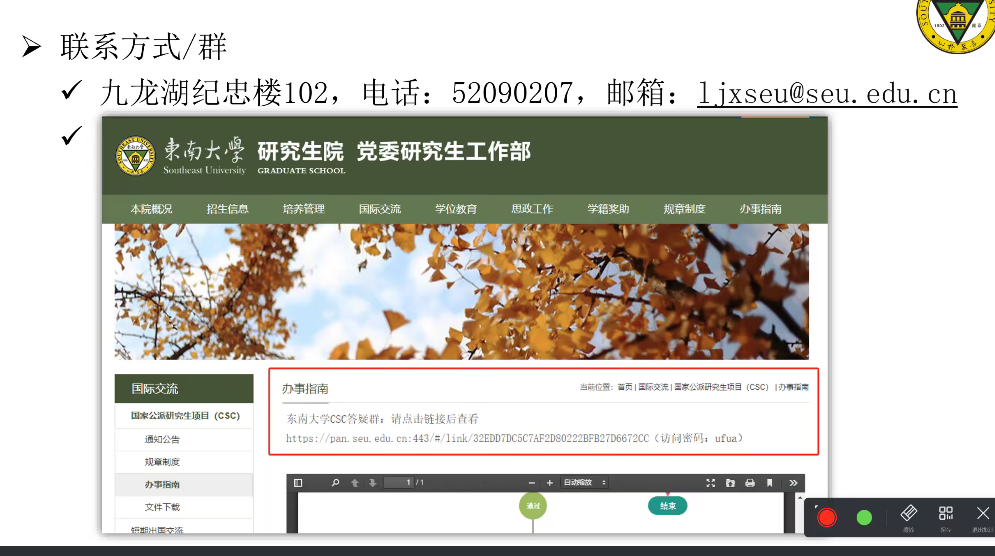 联系方式/群
九龙湖纪忠楼102，电话：52090207，邮箱：ljxseu@seu.edu.cn
東南大學 研究生院 党委研究生工作部
Southeast University GRADUATE SCHOOL
本院概况 招生信息 培养管理 国际交流 学位教育 思政工作 学籍奖助 规章制度 办事指南
国际交流
国家公派研究生项目（CSC）
通知公告
规章制度
办事指南
文件下载
短期出国交流
办事指南
当前位置：首页 | 国际交流 | 国家公派研究生项目（CSC） | 办事指南
东南大学CSC答疑群：请点击链接后查看
https://pan.seu.edu.cn:443/#/link/32EDD7DC5C7AF2D80222BFB27D6672CC（访问密码：ufua）
1 / 1 自动缩放
通过
结束